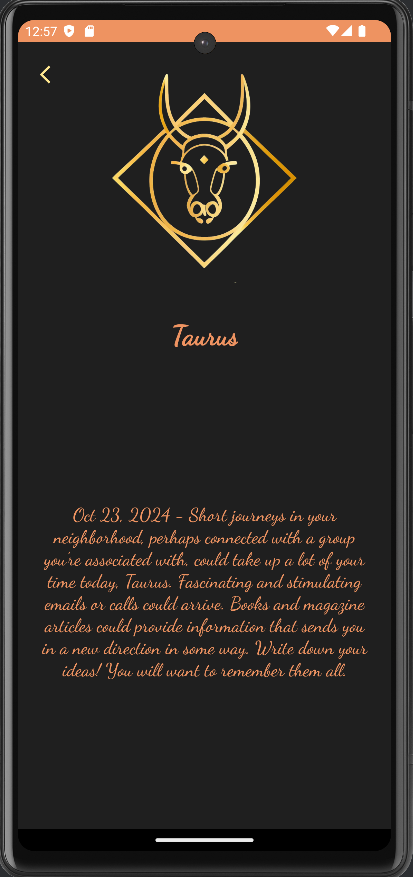 12:57
Taurus
Oct 23, 2024 - Short journeys in your
neighborhood, perhaps connected with a group
you're associated with, could take up a lot of your
time today, Taurus. Fascinating and stimulating
emails or calls could arrive. Books and magazine
articles could provide information that sends you
in a new direction in some way. Write down your
ideas! You will want to remember them all.